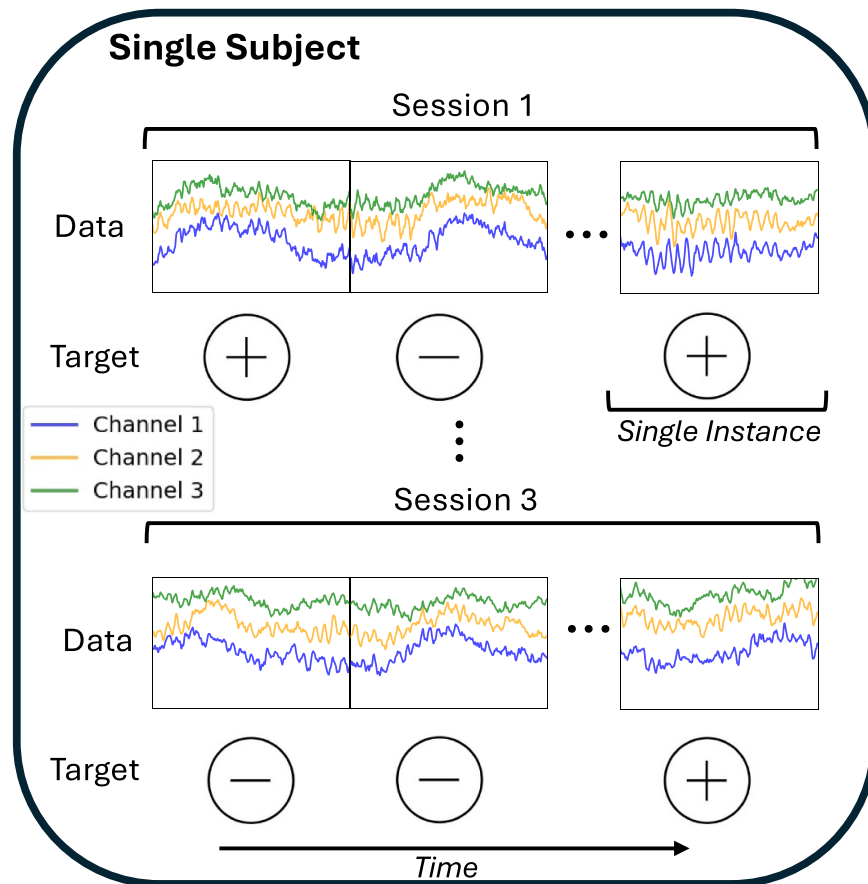 Single Subject
Session 1
Data
Target
Channel 1
Channel 2
Channel 3
Single Instance
Session 3
Data
Target
Time